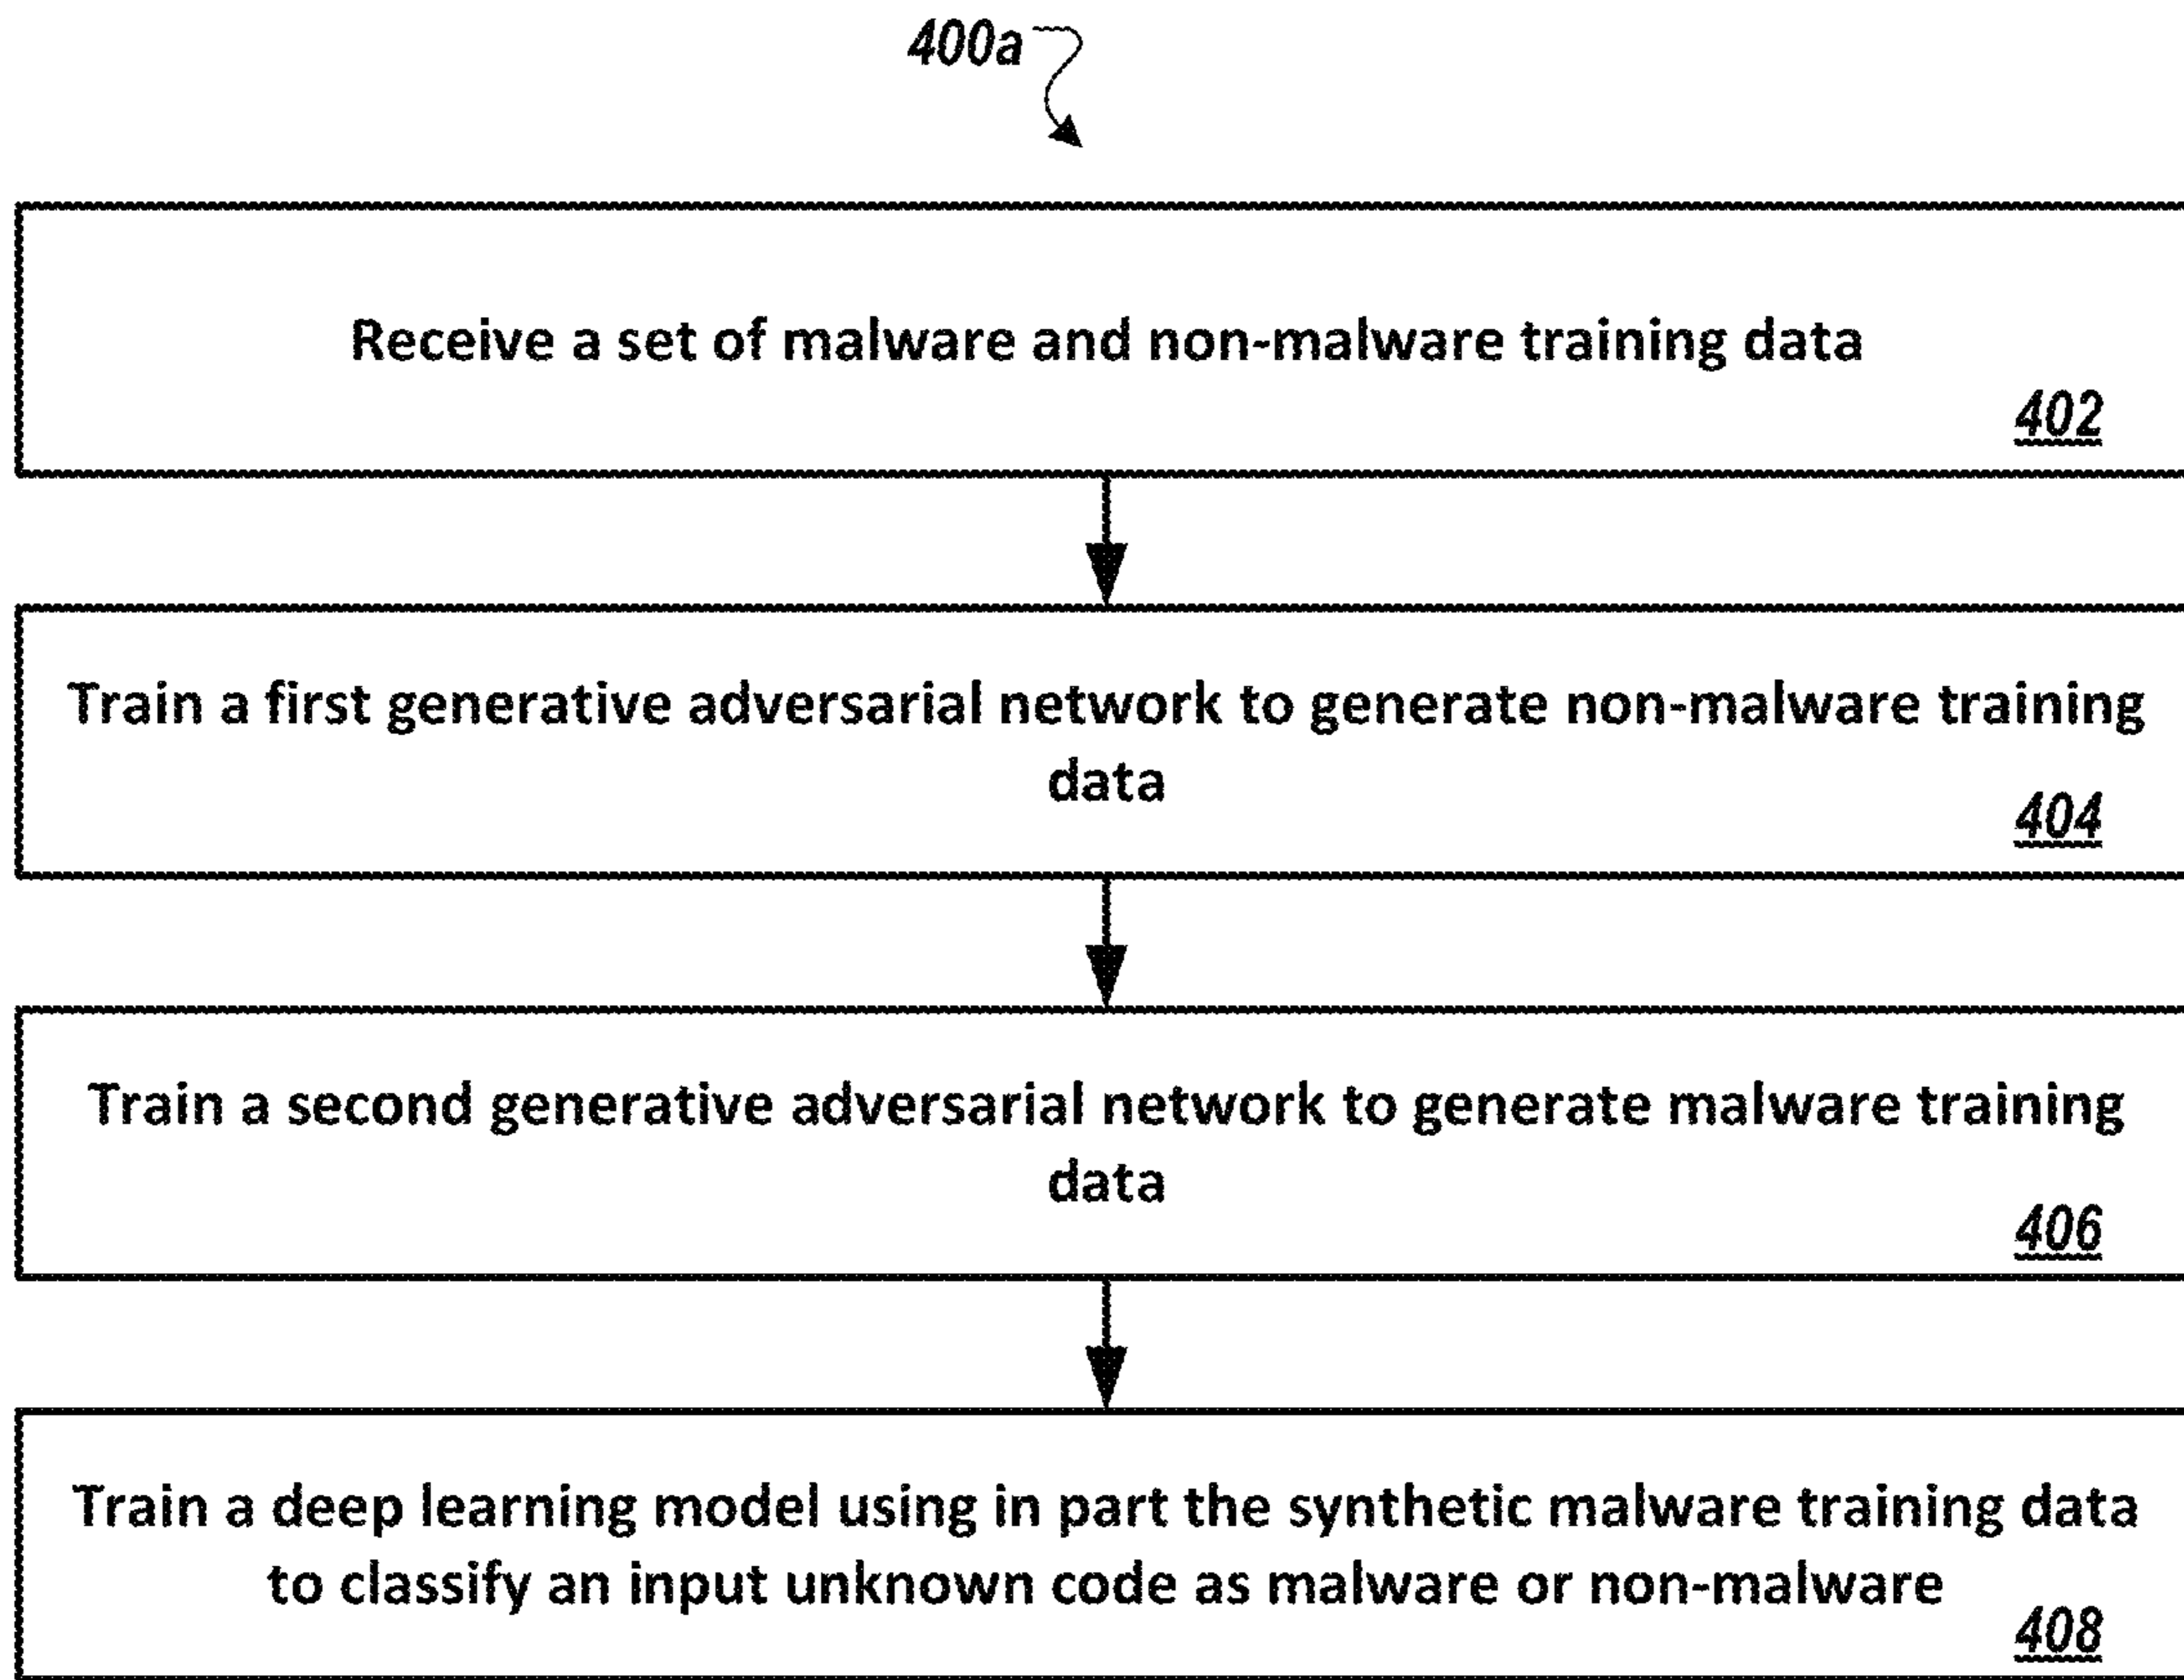 400a
Receive a set of malware and non-malware training data
402
Train a first generative adversarial network to generate non-malware training
data
404
Train a second generative adversarial network to generate malware training
data
406
Train a deep learning model using in part the synthetic malware training data
to classify an input unknown code as malware or non-malware
408